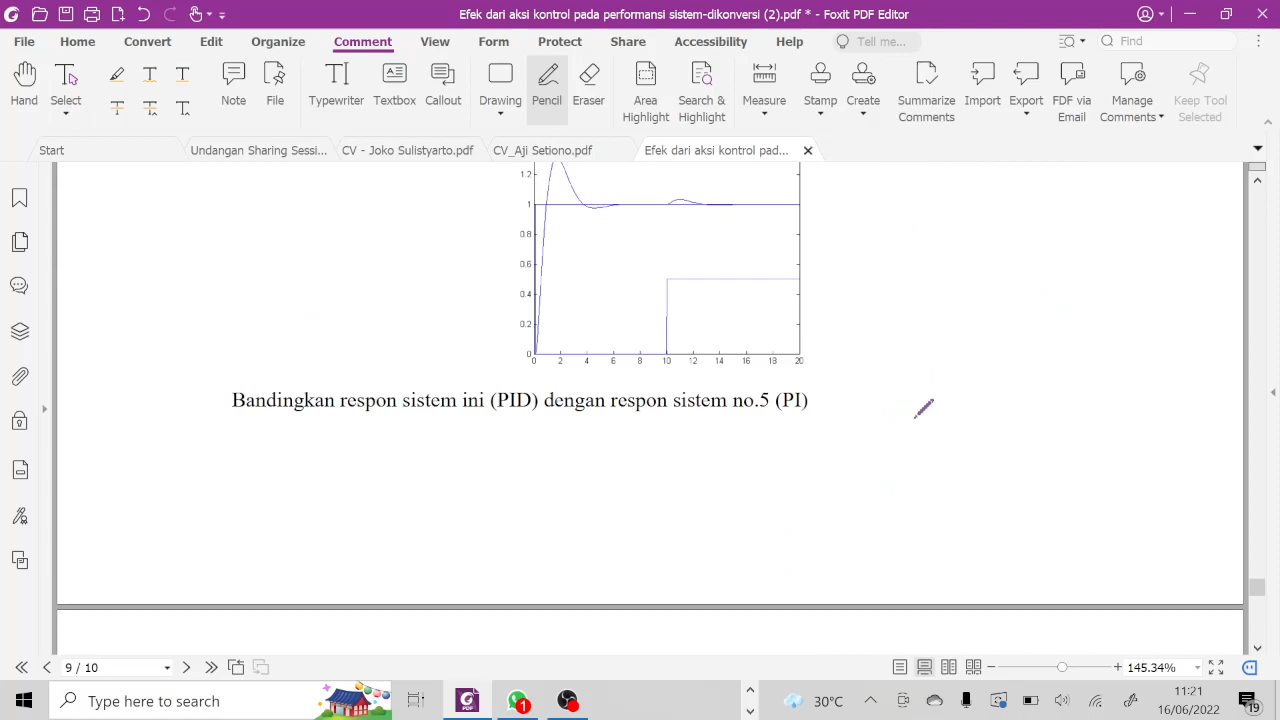 Efek dari aksi kontrol pada performansi sistem-dikonversi (2).pdf * - Foxit PDF Editor
File Home Convert Edit Organize Comment View Form Protect Share Accessibility Help Tell me... Find
Hand Select Note File Typewriter Textbox Callout Drawing Pencil Eraser Area Highlight Search & Highlight Measure Stamp Create Summarize Comments Import Export FDF via Email Manage Comments Keep Tool Selected
Start Undangan Sharing Sessi... CV - Joko Sulistyarto.pdf CV_Aji Setiono.pdf Efek dari aksi kontrol pad...
1.2
1
0.8
0.6
0.4
0.2
0
0 2 4 6 8 10 12 14 16 18 20
Bandingkan respon sistem ini (PID) dengan respon sistem no.5 (PI)
9 / 10 145.34%
Type here to search PDF 1 30°C 11:21
16/06/2022 19